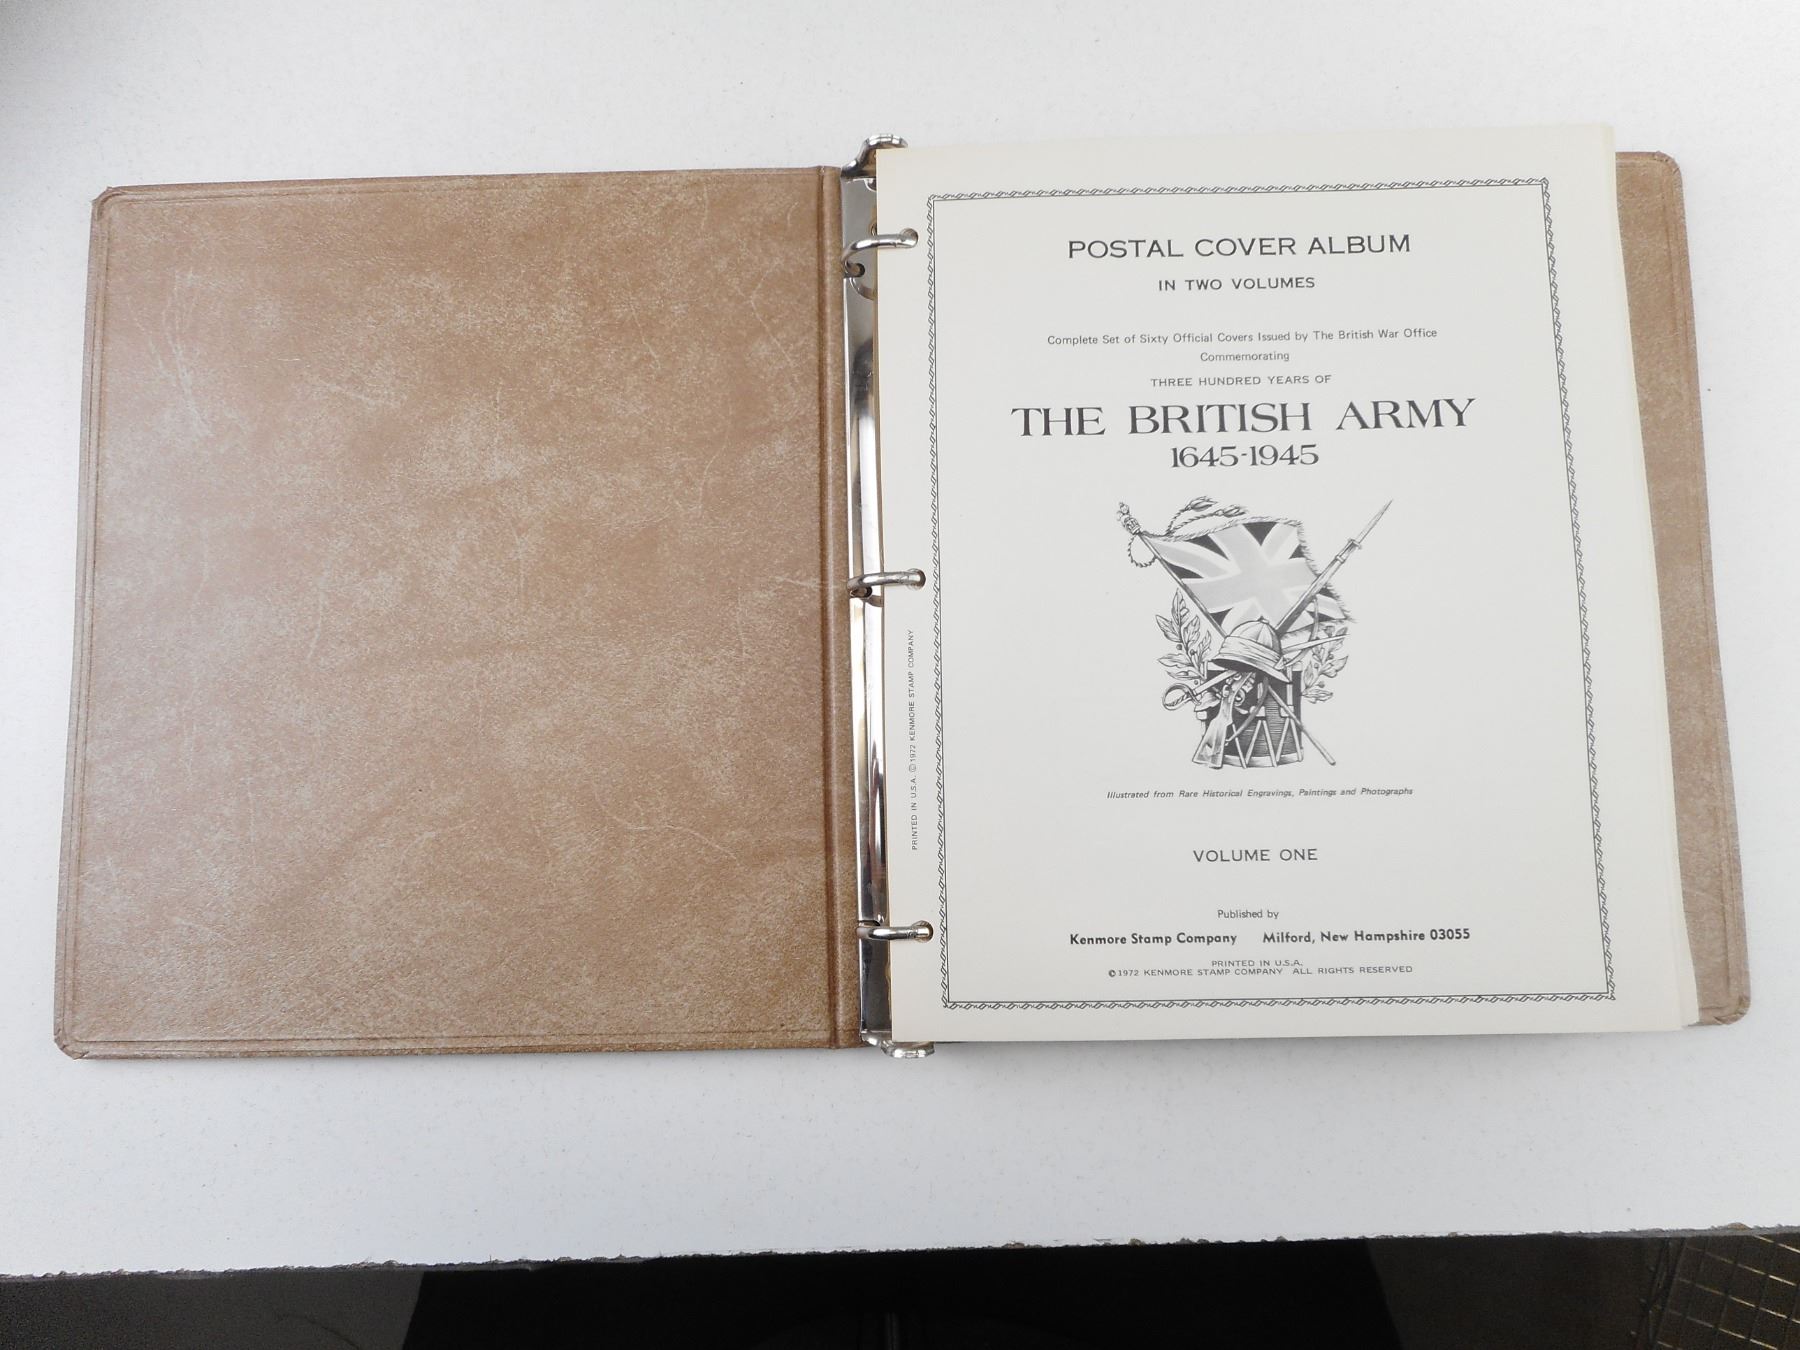 POSTAL COVER ALBUM
IN TWO VOLUMES
Complete Set of Sixty Official Covers Issued by The British War Office
Commemorating
THREE HUNDRED YEARS OF
THE BRITISH ARMY
1645-1945
Illustrated from Rare Historical Engravings, Paintings and Photographs
VOLUME ONE
Published by
Kenmore Stamp Company Milford, New Hampshire 03055
PRINTED IN U.S.A.
©1972 KENMORE STAMP COMPANY ALL RIGHTS RESERVED
PRINTED IN U.S.A. ©1972 KENMORE STAMP COMPANY